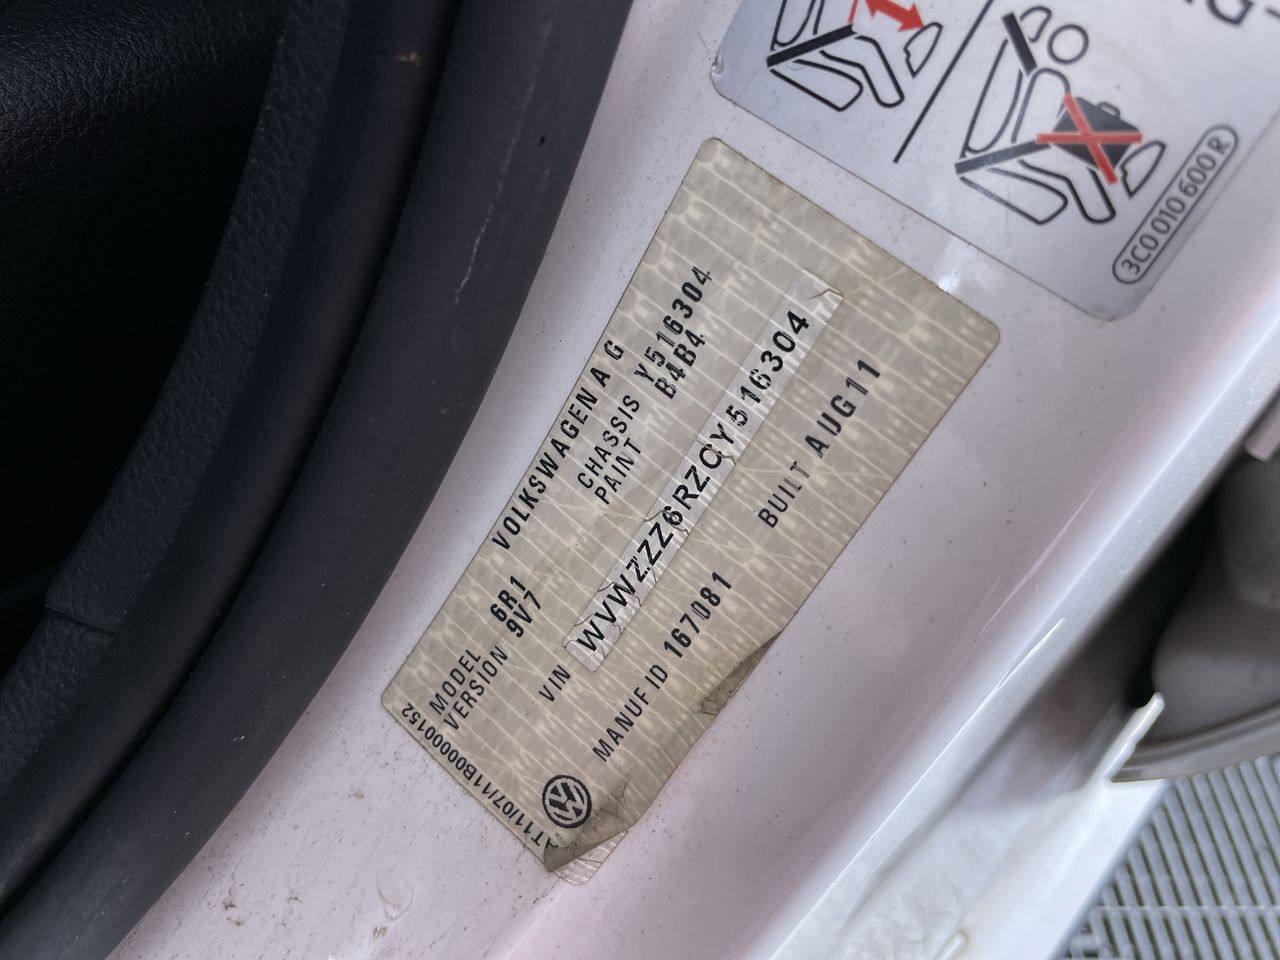 3C0 010 600 R
VOLKSWAGEN A G
MODEL 6R1 CHASSIS Y516304
VERSION 9V7 PAINT B4B4
VIN WVWZZZ6RZCY516304
MANUF ID 167081 BUILT AUG11
AT11/07/11B00000152